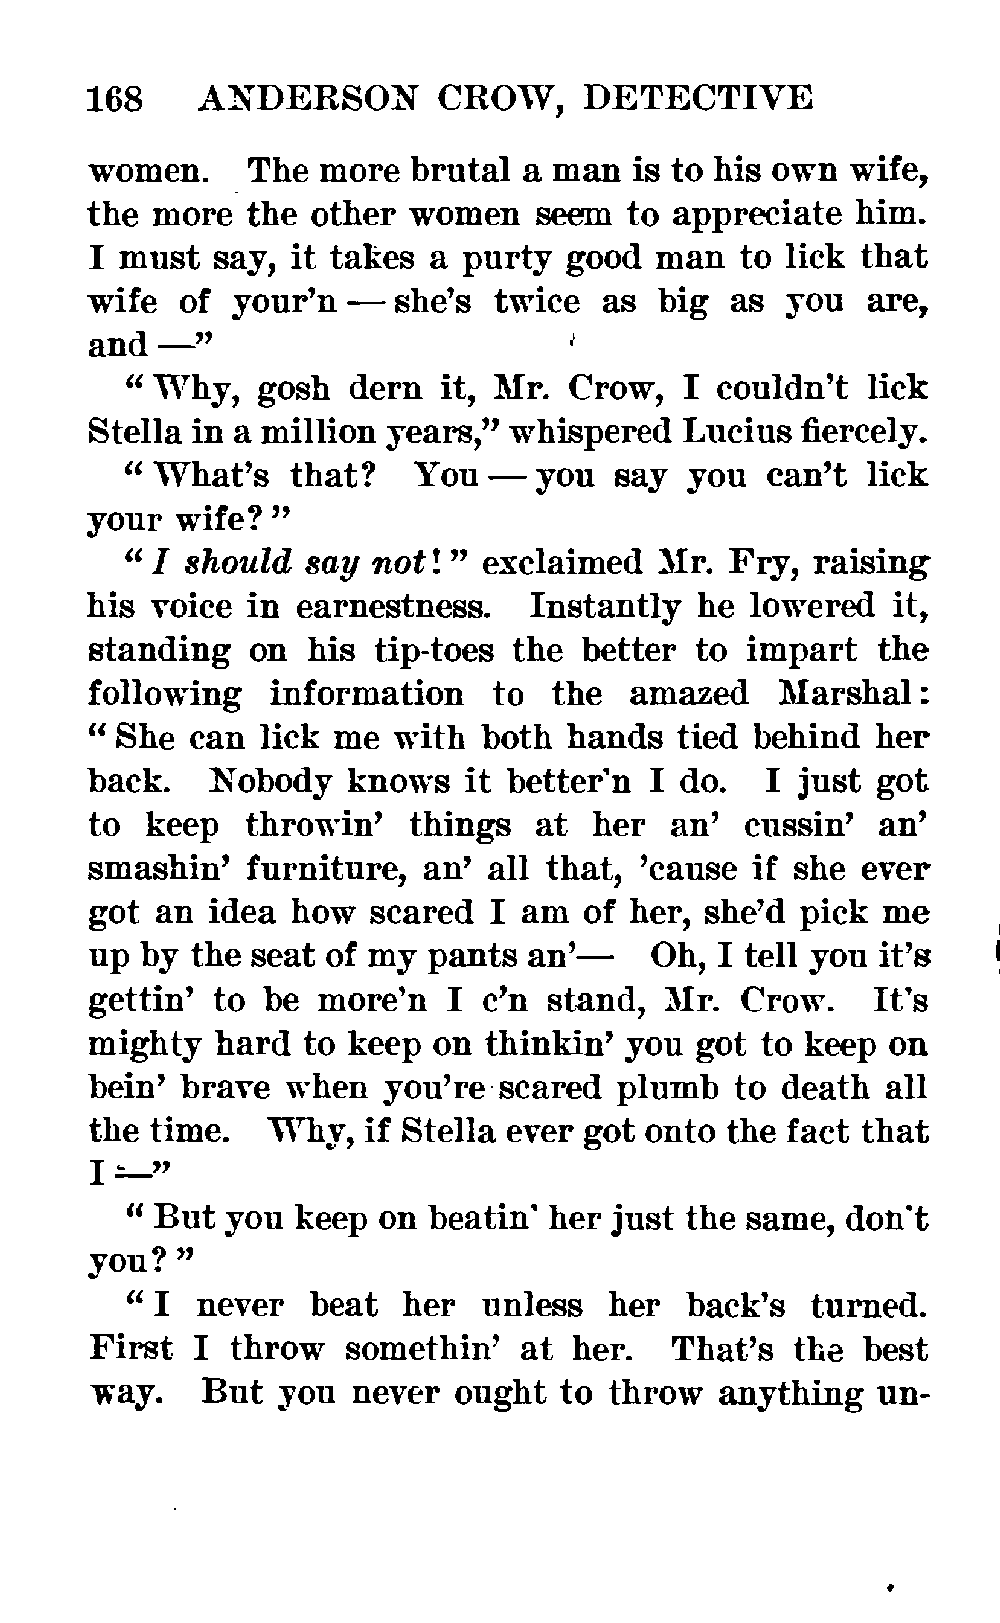 168 ANDERSON CROW, DETECTIVE
women. The more brutal a man is to his own wife,
the more the other women seem to appreciate him.
I must say, it takes a purty good man to lick that
wife of your'n — she's twice as big as you are,
and —"
"Why, gosh dern it, Mr. Crow, I couldn't lick
Stella in a million years," whispered Lucius fiercely.
"What's that? You — you say you can't lick
your wife?"
"I should say not!" exclaimed Mr. Fry, raising
his voice in earnestness. Instantly he lowered it,
standing on his tip-toes the better to impart the
following information to the amazed Marshal:
"She can lick me with both hands tied behind her
back. Nobody knows it better'n I do. I just got
to keep throwin' things at her an' cussin' an'
smashin' furniture, an' all that, 'cause if she ever
got an idea how scared I am of her, she'd pick me
up by the seat of my pants an'— Oh, I tell you it's
gettin' to be more'n I c'n stand, Mr. Crow. It's
mighty hard to keep on thinkin' you got to keep on
bein' brave when you're scared plumb to death all
the time. Why, if Stella ever got onto the fact that
I —"
"But you keep on beatin' her just the same, don't
you?"
"I never beat her unless her back's turned.
First I throw somethin' at her. That's the best
way. But you never ought to throw anything un-